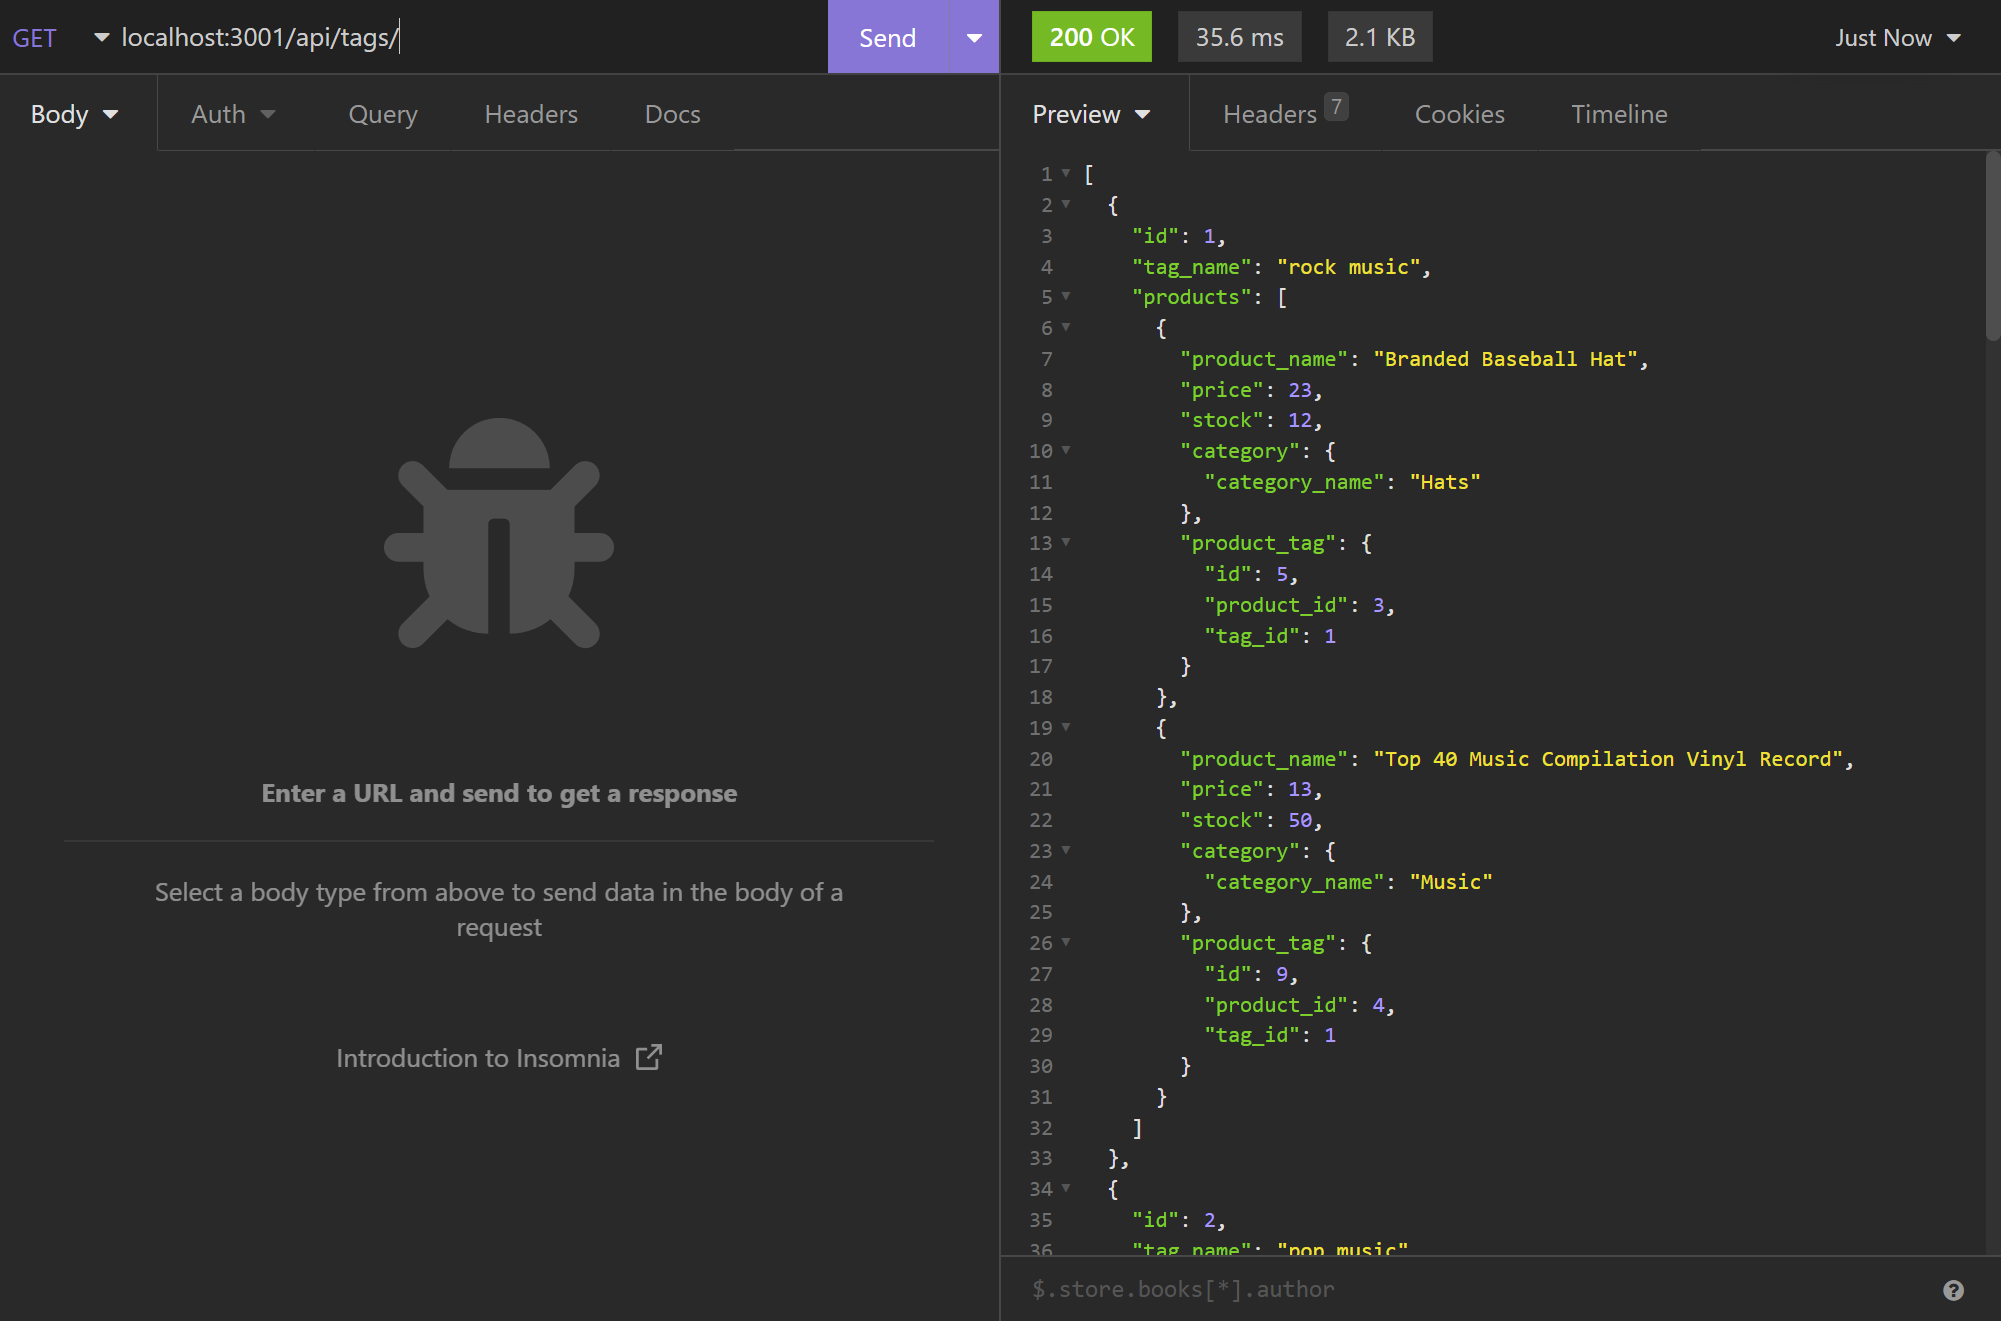 GET localhost:3001/api/tags/ Send
200 OK 35.6 ms 2.1 KB Just Now
Body Auth Query Headers Docs
Enter a URL and send to get a response
Select a body type from above to send data in the body of a
request
Introduction to Insomnia
Preview Headers 7 Cookies Timeline
1 [
2 {
3 "id": 1,
4 "tag_name": "rock music",
5 "products": [
6 {
7 "product_name": "Branded Baseball Hat",
8 "price": 23,
9 "stock": 12,
10 "category": {
11 "category_name": "Hats"
12 },
13 "product_tag": {
14 "id": 5,
15 "product_id": 3,
16 "tag_id": 1
17 }
18 },
19 {
20 "product_name": "Top 40 Music Compilation Vinyl Record",
21 "price": 13,
22 "stock": 50,
23 "category": {
24 "category_name": "Music"
25 },
26 "product_tag": {
27 "id": 9,
28 "product_id": 4,
29 "tag_id": 1
30 }
31 }
32 ]
33 },
34 {
35 "id": 2,
36 "tag_name": "pop music"
$.store.books[*].author